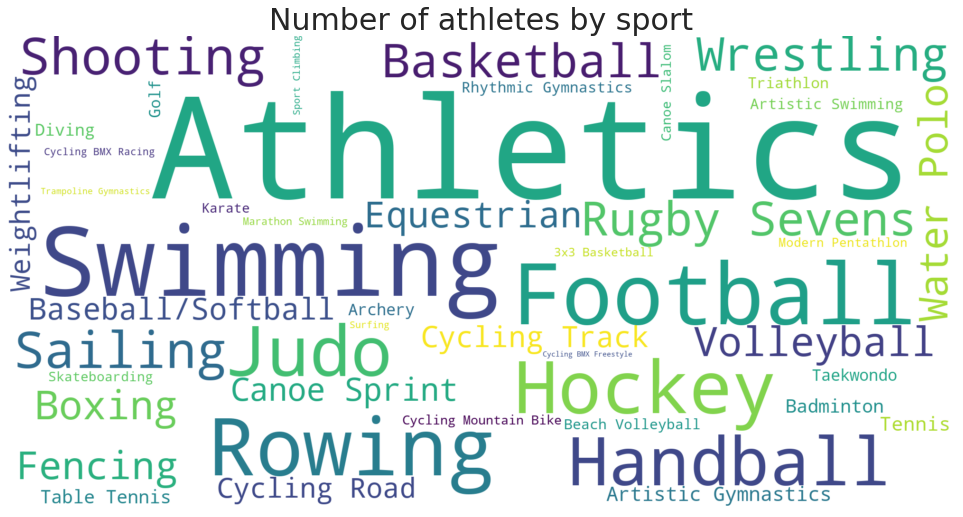 Number of athletes by sport
Shooting
Basketball
Wrestling
Sport Climbing
Golf
Rhythmic Gymnastics
Canoe Slalom
Triathlon
Artistic Swimming
Weightlifting
Diving
Athletics
Water Polo
Cycling BMX Racing
Trampoline Gymnastics
Karate
Marathon Swimming
Equestrian
Rugby Sevens
Swimming
3x3 Basketball
Modern Pentathlon
Football
Baseball/Softball
Archery
Surfing
Sailing
Judo
Cycling Track
Volleyball
Cycling BMX Freestyle
Skateboarding
Canoe Sprint
Hockey
Taekwondo
Boxing
Badminton
Rowing
Cycling Mountain Bike
Beach Volleyball
Tennis
Fencing
Handball
Table Tennis
Cycling Road
Artistic Gymnastics